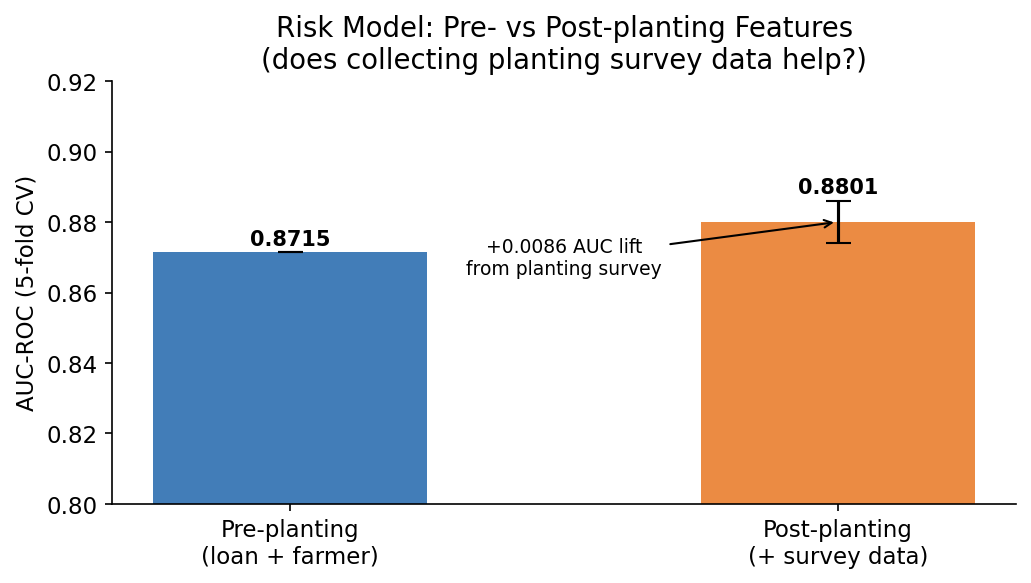 Risk Model: Pre- vs Post-planting Features
(does collecting planting survey data help?)
AUC-ROC (5-fold CV)
0.92
0.90
0.88
0.86
0.84
0.82
0.80
0.8715
0.8801
+0.0086 AUC lift
from planting survey
Pre-planting
(loan + farmer)
Post-planting
(+ survey data)